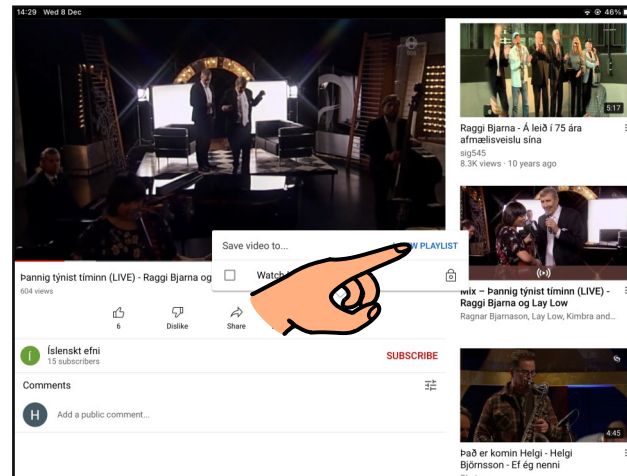 14:29 Wed 8 Dec
46%
5:17
Raggi Bjarna - Á leið í 75 ára
afmælisveislu sína
sig545
8.3K views · 10 years ago
Save video to...
W PLAYLIST
Watch
Þannig týnist tíminn (LIVE) - Raggi Bjarna og
604 views
6
Dislike
Share
Mix – Þannig týnist tíminn (LIVE) -
Raggi Bjarna og Lay Low
Ragnar Bjarnason, Lay Low, Kimbra and...
Í
Íslenskt efni
15 subscribers
SUBSCRIBE
Comments
H
Add a public comment...
4:45
Það er komin Helgi - Helgi
Björnsson - Ef ég nenni